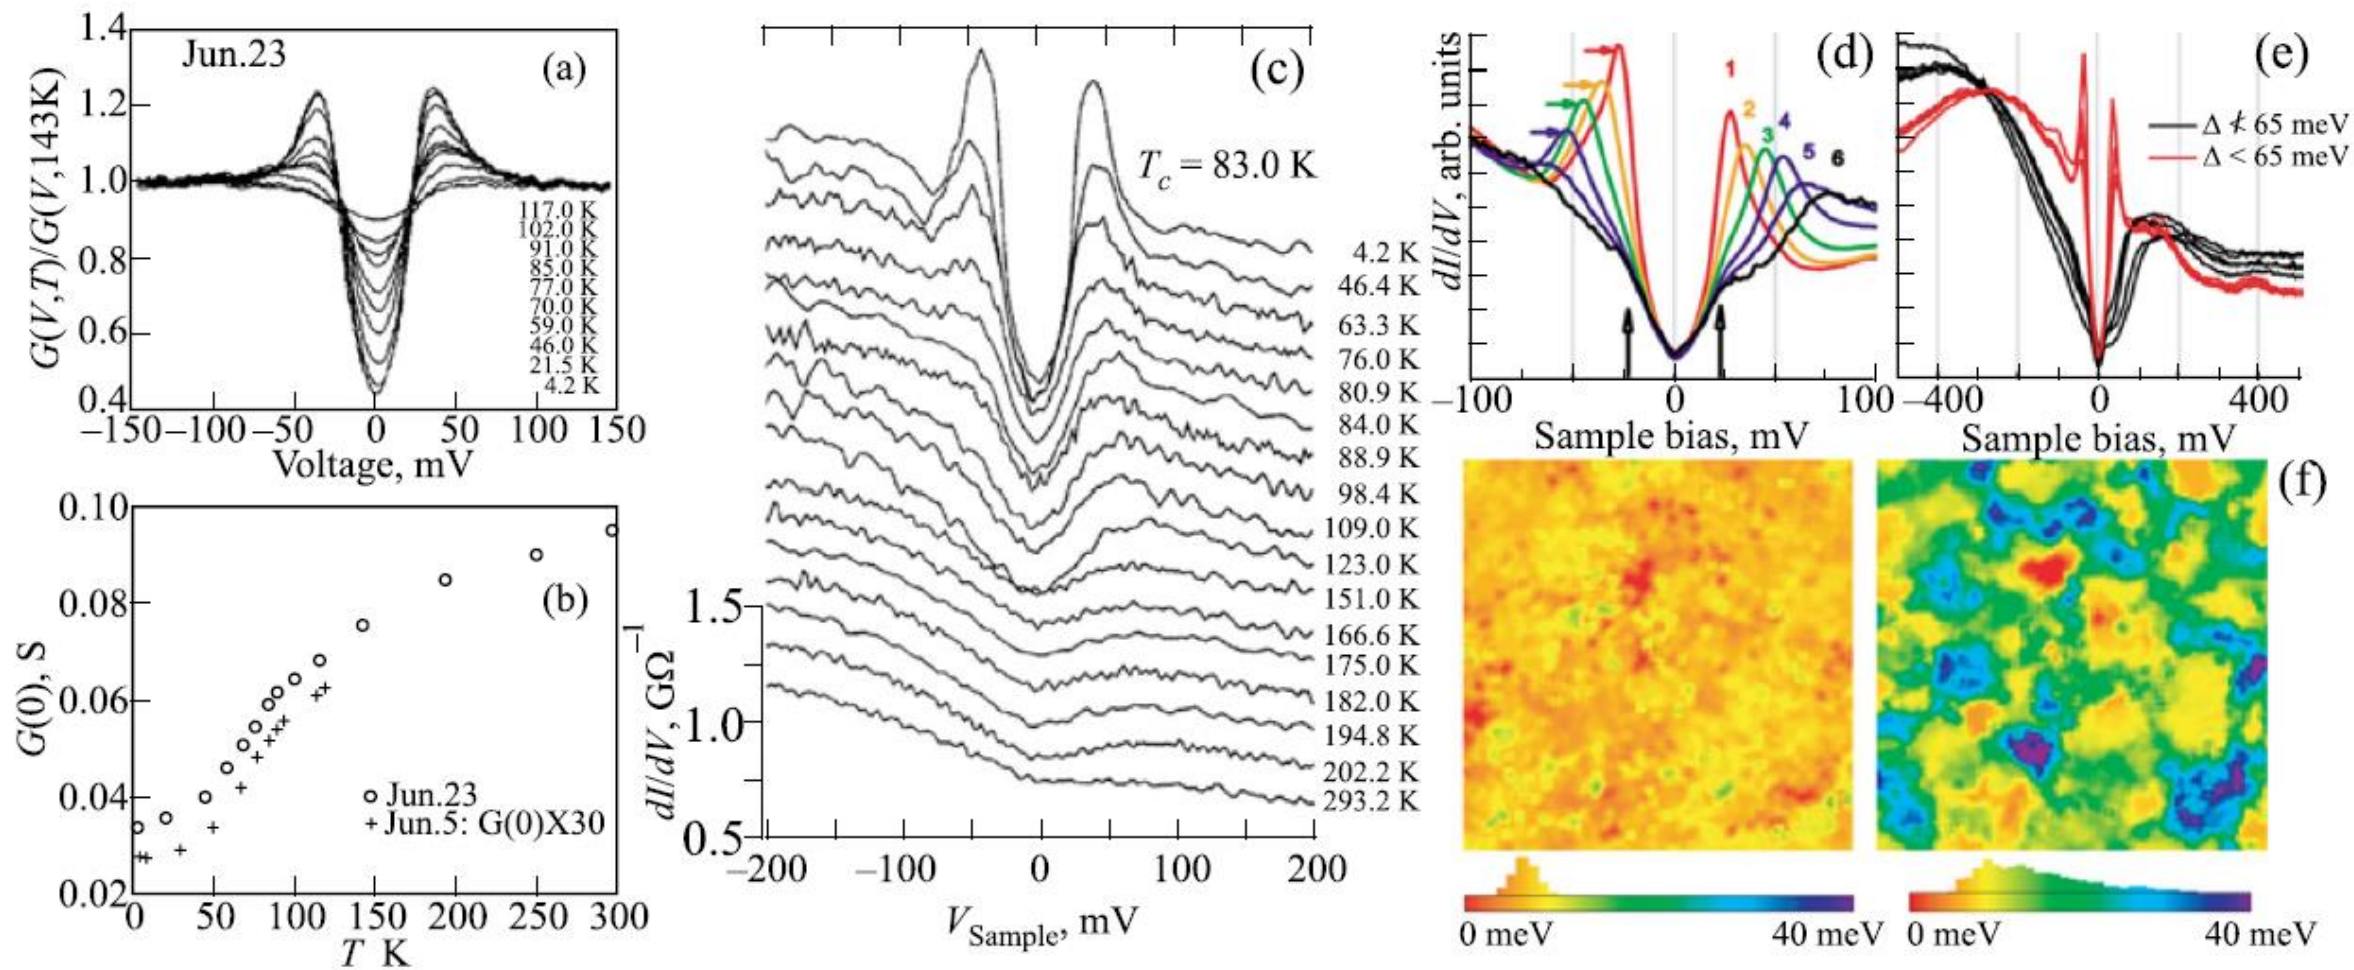 Jun.23
(a)
G(V,T)/G(V,143K)
1.4
1.2
1.0
0.8
0.6
0.4
117.0 K
102.0 K
91.0 K
85.0 K
77.0 K
70.0 K
59.0 K
46.0 K
21.5 K
4.2 K
−150 −100 −50 0 50 100 150
Voltage, mV
(b)
G(0), S
0.10
0.08
0.06
0.04
0.02
Jun.23
+ Jun.5: G(0)X30
0 50 100 150 200 250 300
T K
(c)
Tc = 83.0 K
4.2 K
46.4 K
63.3 K
76.0 K
80.9 K
84.0 K
88.9 K
98.4 K
109.0 K
123.0 K
151.0 K
166.6 K
175.0 K
182.0 K
194.8 K
202.2 K
293.2 K
dI/dV, GΩ−1
1.5
1.0
0.5
−200 −100 0 100 200
VSample, mV
(d)
dI/dV, arb. units
1
2
3
4
5
6
−100 0 100
Sample bias, mV
(e)
Δ ≮ 65 meV
Δ < 65 meV
−400 0 400
Sample bias, mV
(f)
0 meV 40 meV
0 meV 40 meV